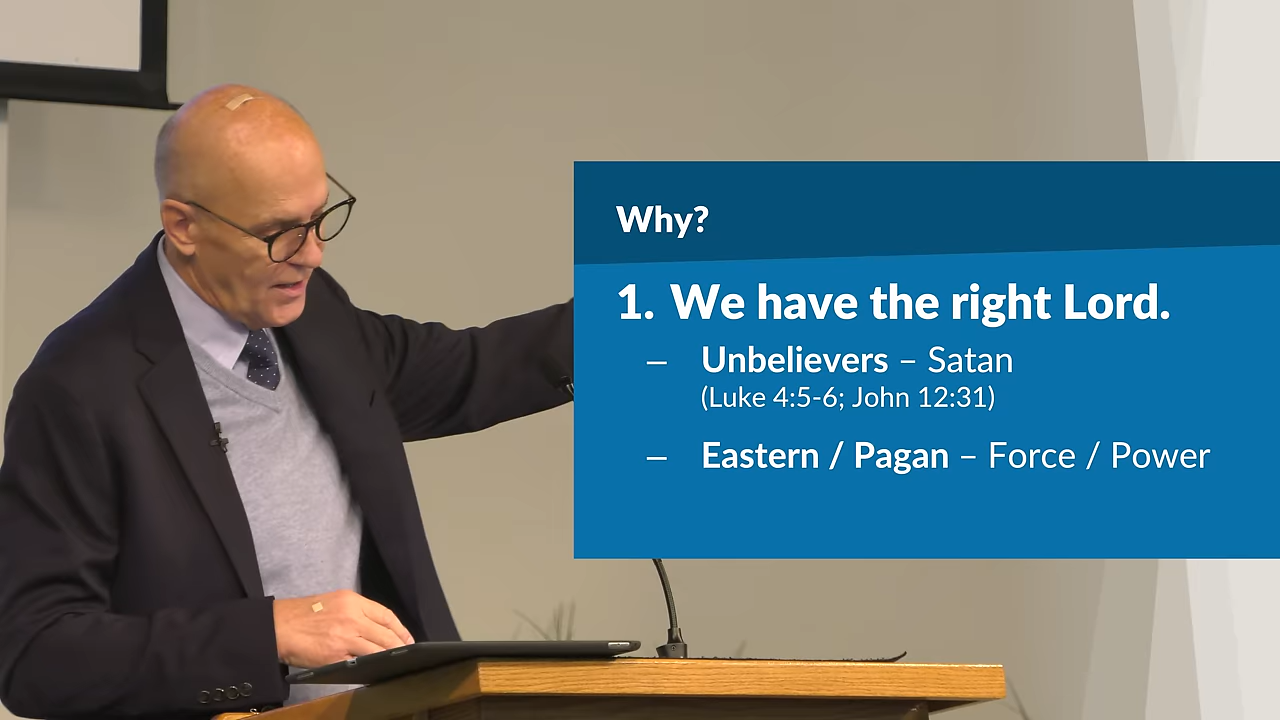 Why?
1. We have the right Lord.
– Unbelievers – Satan
(Luke 4:5-6; John 12:31)
– Eastern / Pagan – Force / Power